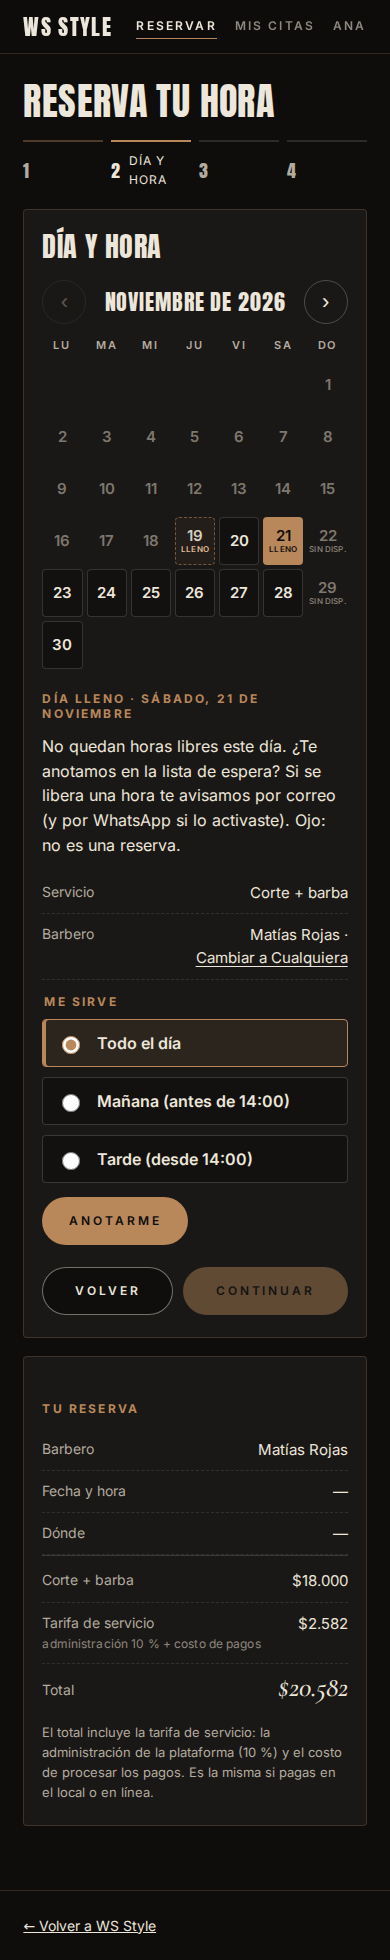 WS STYLE RESERVAR MIS CITAS ANA
RESERVA TU HORA
1 2 DÍA Y HORA 3 4
DÍA Y HORA
‹ NOVIEMBRE DE 2026 ›
LU MA MI JU VI SA DO
1
2 3 4 5 6 7 8
9 10 11 12 13 14 15
16 17 18 19 LLENO 20 21 LLENO 22 SIN DISP.
23 24 25 26 27 28 29 SIN DISP.
30
DÍA LLENO · SÁBADO, 21 DE
NOVIEMBRE
No quedan horas libres este día. ¿Te
anotamos en la lista de espera? Si se
libera una hora te avisamos por correo
(y por WhatsApp si lo activaste). Ojo:
no es una reserva.
Servicio Corte + barba
Barbero Matías Rojas ·
Cambiar a Cualquiera
ME SIRVE
Todo el día
Mañana (antes de 14:00)
Tarde (desde 14:00)
ANOTARME
VOLVER CONTINUAR
TU RESERVA
Barbero Matías Rojas
Fecha y hora —
Dónde —
Corte + barba $18.000
Tarifa de servicio $2.582
administración 10 % + costo de pagos
Total $20.582
El total incluye la tarifa de servicio: la
administración de la plataforma (10 %) y el costo
de procesar los pagos. Es la misma si pagas en
el local o en línea.
← Volver a WS Style